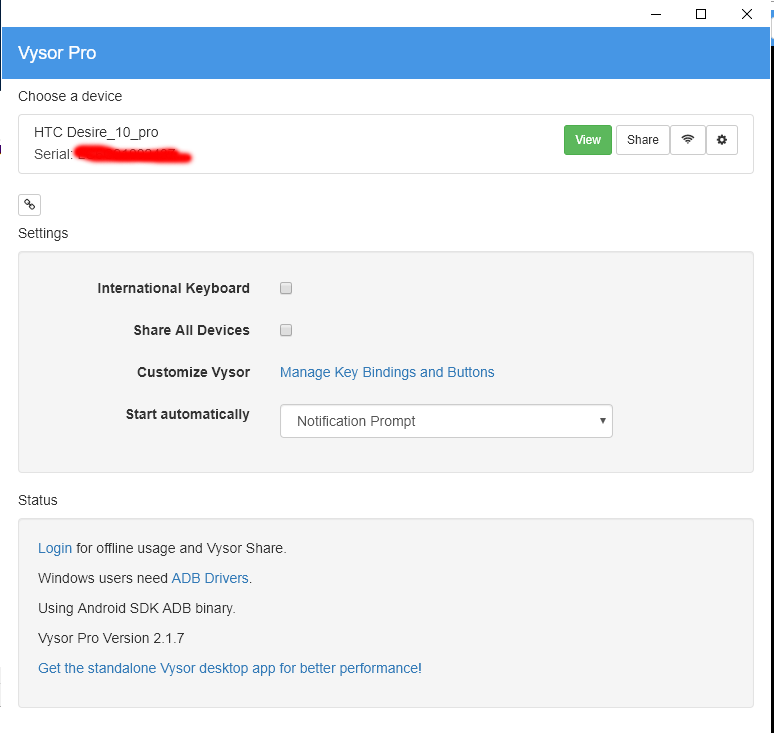 Vysor Pro
Choose a device
HTC Desire_10_pro
Serial:
View Share
Settings
International Keyboard
Share All Devices
Customize Vysor Manage Key Bindings and Buttons
Start automatically Notification Prompt
Status
Login for offline usage and Vysor Share.
Windows users need ADB Drivers.
Using Android SDK ADB binary.
Vysor Pro Version 2.1.7
Get the standalone Vysor desktop app for better performance!